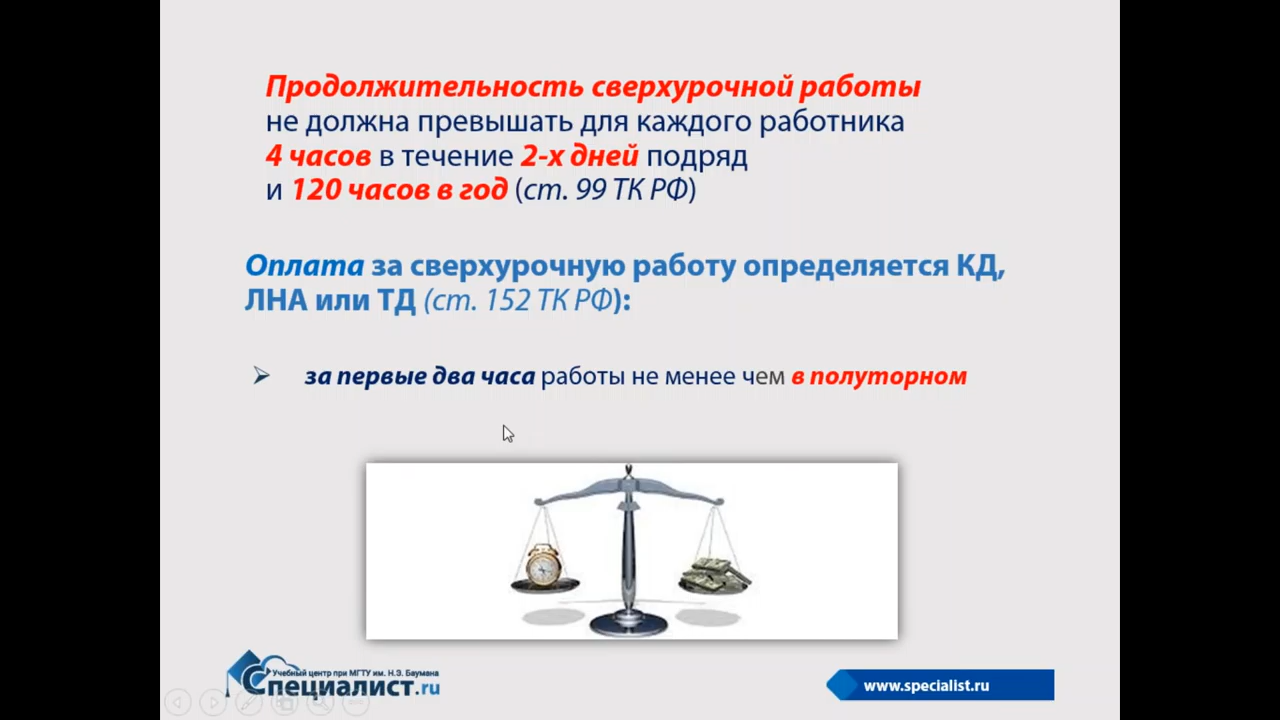 Продолжительность сверхурочной работы
не должна превышать для каждого работника
4 часов в течение 2-х дней подряд
и 120 часов в год (ст. 99 ТК РФ)
Оплата за сверхурочную работу определяется КД,
ЛНА или ТД (ст. 152 ТК РФ):
за первые два часа работы не менее чем в полуторном
Учебный центр при МГТУ им. Н.Э. Баумана
Специалист.ru
www.specialist.ru